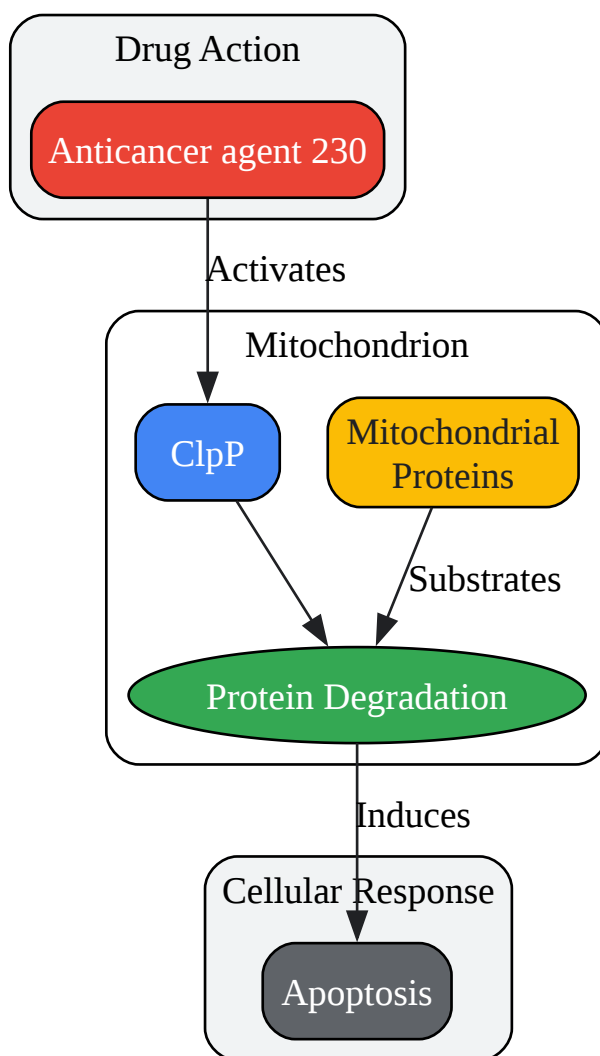 Drug Action
Anticancer agent 230
Activates
Mitochondrion
ClpP
Mitochondrial
Proteins
Substrates
Protein Degradation
Induces
Cellular Response
Apoptosis